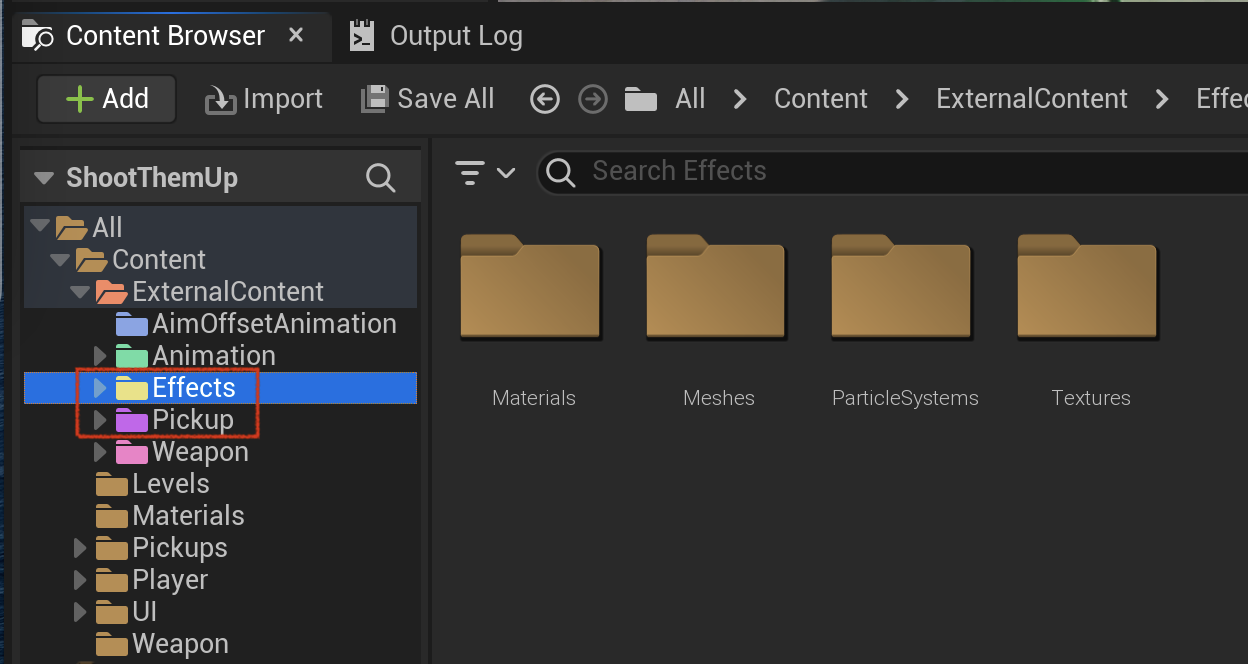 Content Browser
Output Log
Add
Import
Save All
All
Content
ExternalContent
ShootThemUp
Search Effects
All
Content
ExternalContent
AimOffsetAnimation
Animation
Effects
Pickup
Weapon
Levels
Materials
Pickups
Player
UI
Weapon
Materials
Meshes
ParticleSystems
Textures